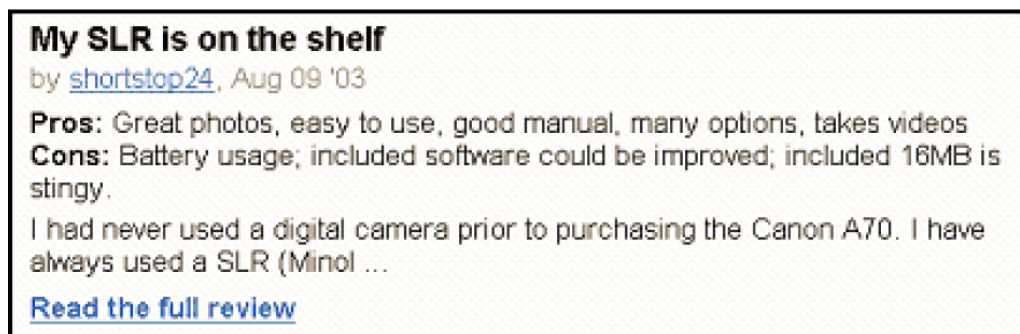 My SLR is on the shelf
by shortstop24, Aug 09 '03
Pros: Great photos, easy to use, good manual, many options, takes videos
Cons: Battery usage; included software could be improved; included 16MB is
stingy.
I had never used a digital camera prior to purchasing the Canon A70. I have
always used a SLR (Minol ...
Read the full review